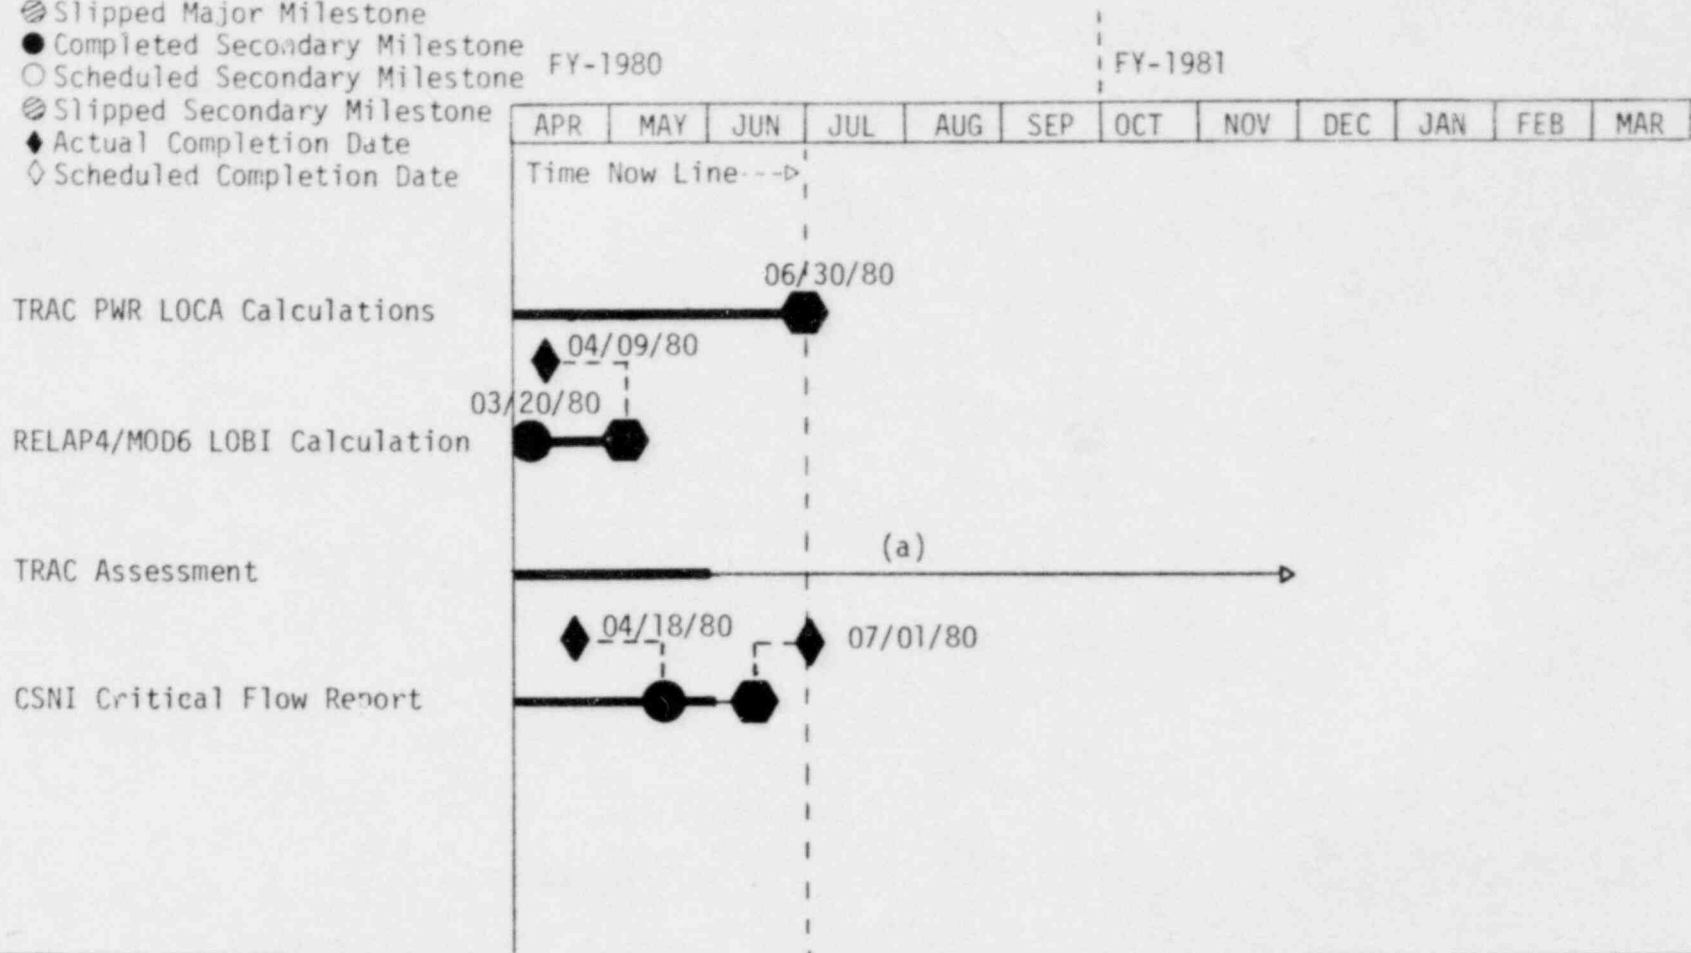 Slipped Major Milestone
Completed Secondary Milestone
Scheduled Secondary Milestone
Slipped Secondary Milestone
Actual Completion Date
Scheduled Completion Date
FY-1980 FY-1981
APR MAY JUN JUL AUG SEP OCT NOV DEC JAN FEB MAR
Time Now Line
06/30/80
TRAC PWR LOCA Calculations
04/09/80
03/20/80
RELAP4/MOD6 LOBI Calculation
(a)
TRAC Assessment
04/18/80 07/01/80
CSNI Critical Flow Report